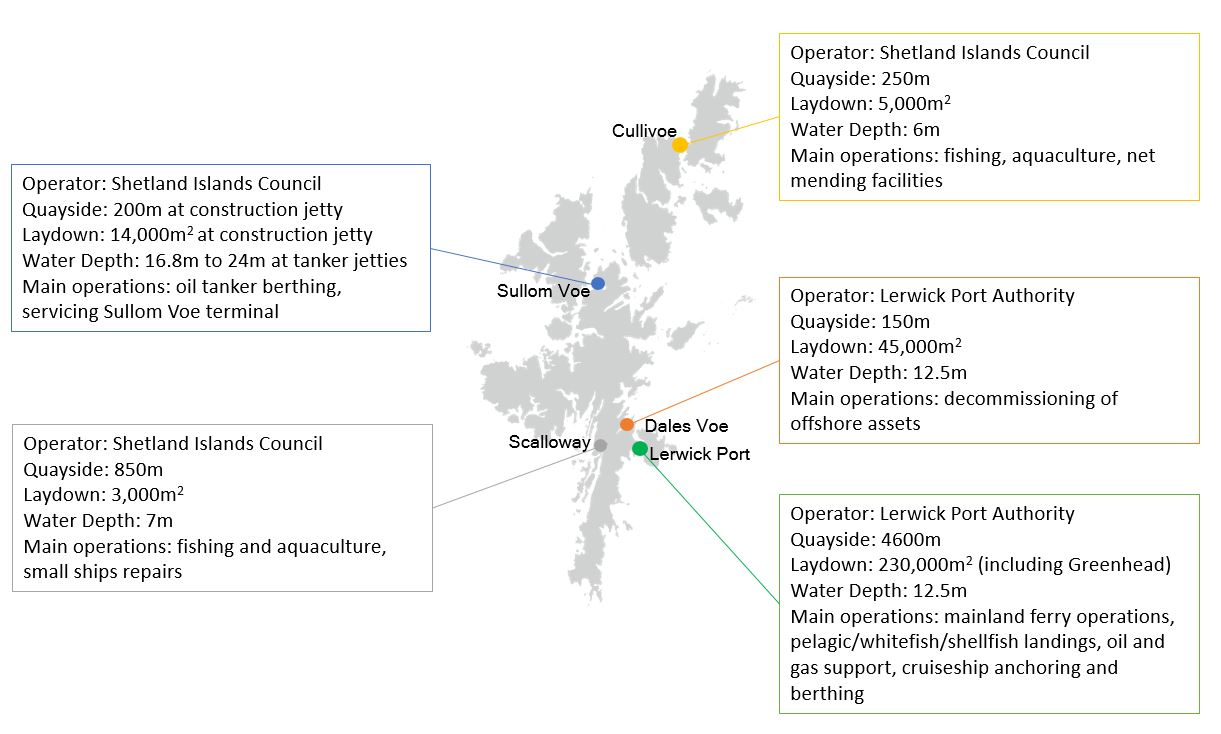 Operator: Shetland Islands Council
Quayside: 250m
Laydown: 5,000m²
Water Depth: 6m
Main operations: fishing, aquaculture, net
mending facilities
Cullivoe
Operator: Shetland Islands Council
Quayside: 200m at construction jetty
Laydown: 14,000m² at construction jetty
Water Depth: 16.8m to 24m at tanker jetties
Main operations: oil tanker berthing,
servicing Sullom Voe terminal
Sullom Voe
Operator: Lerwick Port Authority
Quayside: 150m
Laydown: 45,000m²
Water Depth: 12.5m
Main operations: decommissioning of
offshore assets
Dales Voe
Scalloway
Lerwick Port
Operator: Shetland Islands Council
Quayside: 850m
Laydown: 3,000m²
Water Depth: 7m
Main operations: fishing and aquaculture,
small ships repairs
Operator: Lerwick Port Authority
Quayside: 4600m
Laydown: 230,000m² (including Greenhead)
Water Depth: 12.5m
Main operations: mainland ferry operations,
pelagic/whitefish/shellfish landings, oil and
gas support, cruiseship anchoring and
berthing